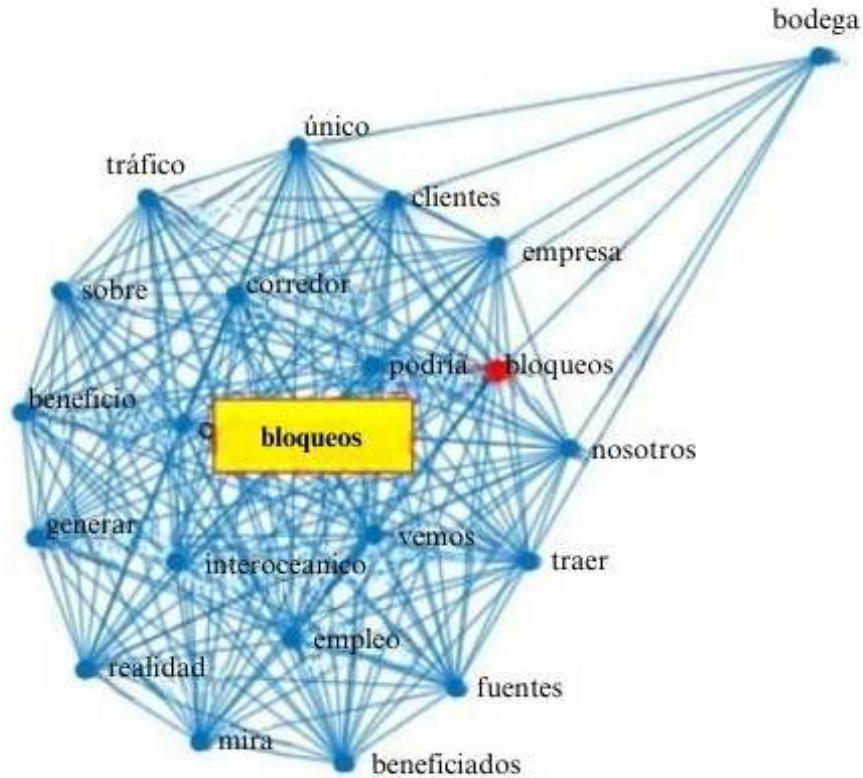 bodega
único
tráfico
clientes
empresa
sobre
corredor
podría
bloqueos
beneficio
bloqueos
nosotros
generar
vemos
interoceanico
traer
empleo
realidad
fuentes
mira
beneficiados